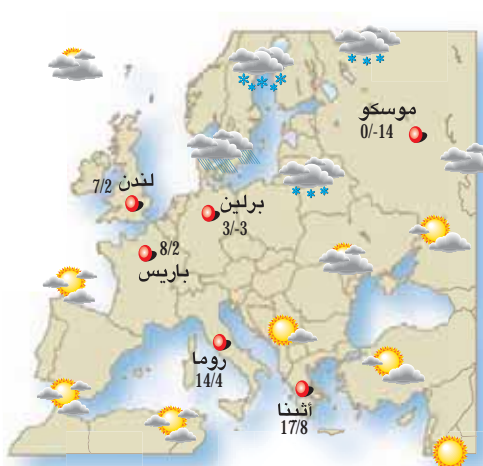 موسكو
0/-14
لندن
7/2
برلين
3/-3
8/2
باريس
روما
14/4
أثينا
17/8